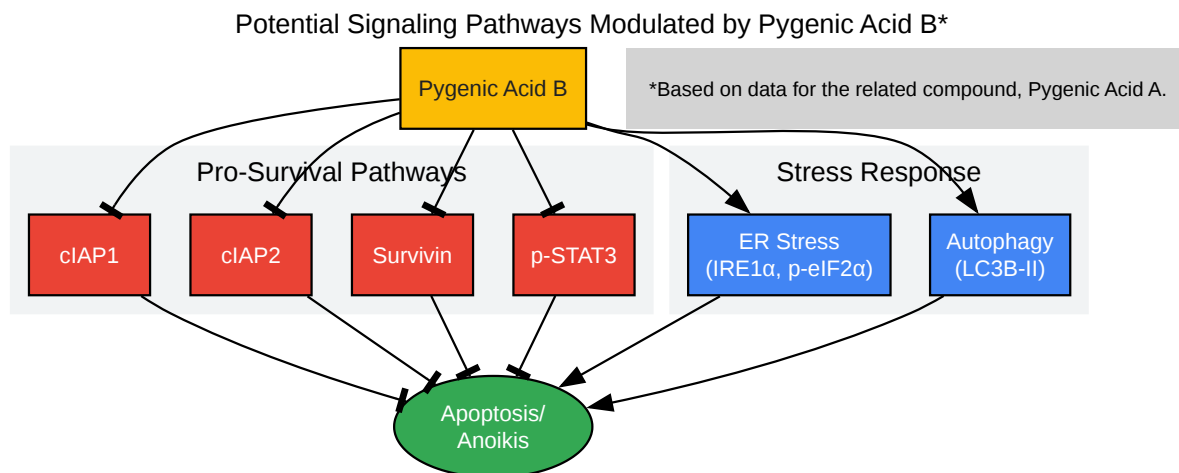 Potential Signaling Pathways Modulated by Pygenic Acid B*
Pygenic Acid B
*Based on data for the related compound, Pygenic Acid A.
Pro-Survival Pathways
Stress Response
cIAP1
cIAP2
Survivin
p-STAT3
ER Stress
(IRE1α, p-eIF2α)
Autophagy
(LC3B-II)
Apoptosis/
Anoikis